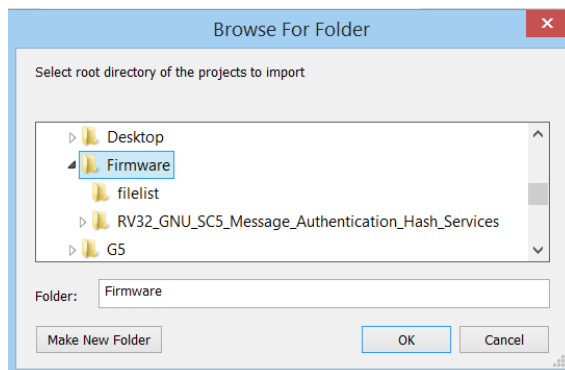 Browse For Folder
Select root directory of the projects to import
Desktop
Firmware
filelist
RV32_GNU_SC5_Message_Authentication_Hash_Services
G5
Folder: Firmware
Make New Folder OK Cancel